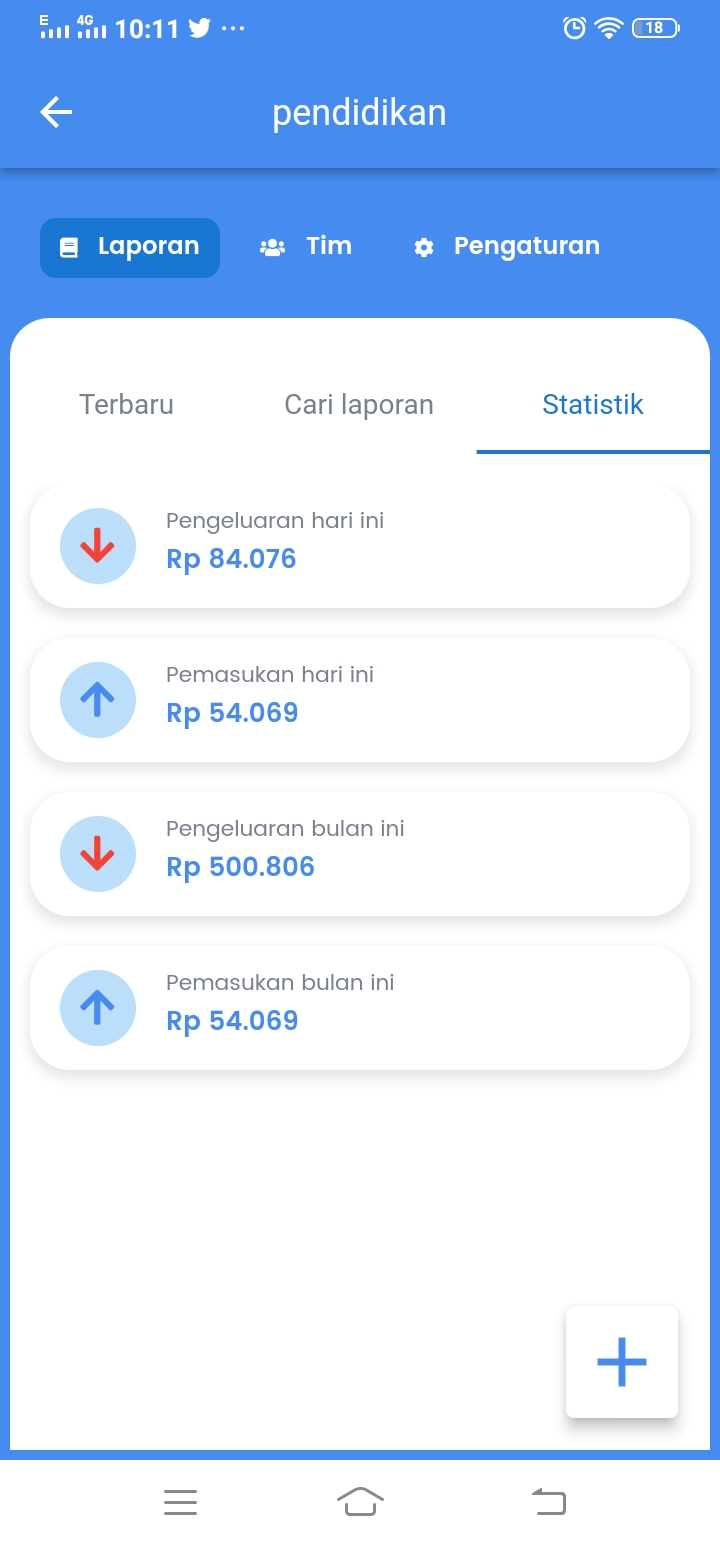 E 4G 10:11 ... 18
pendidikan
Laporan Tim Pengaturan
Terbaru Cari laporan Statistik
Pengeluaran hari ini
Rp 84.076
Pemasukan hari ini
Rp 54.069
Pengeluaran bulan ini
Rp 500.806
Pemasukan bulan ini
Rp 54.069